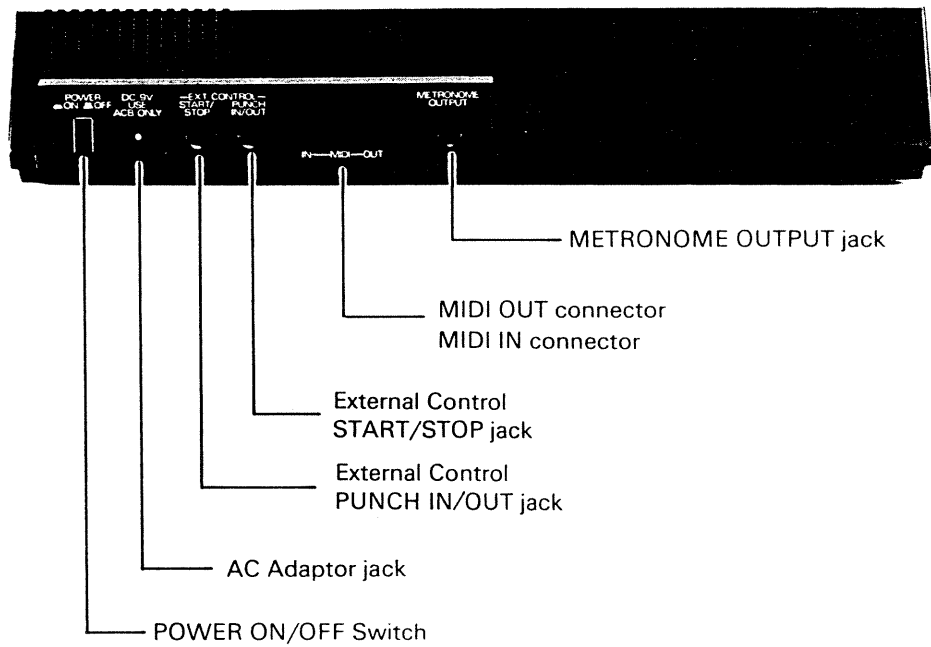 POWER
ON OFF
DC 9V
USE
ACB ONLY
EXT CONTROL
START/
STOP
PUNCH
IN/OUT
METRONOME
OUTPUT
IN—MIDI—OUT
METRONOME OUTPUT jack
MIDI OUT connector
MIDI IN connector
External Control
START/STOP jack
External Control
PUNCH IN/OUT jack
AC Adaptor jack
POWER ON/OFF Switch